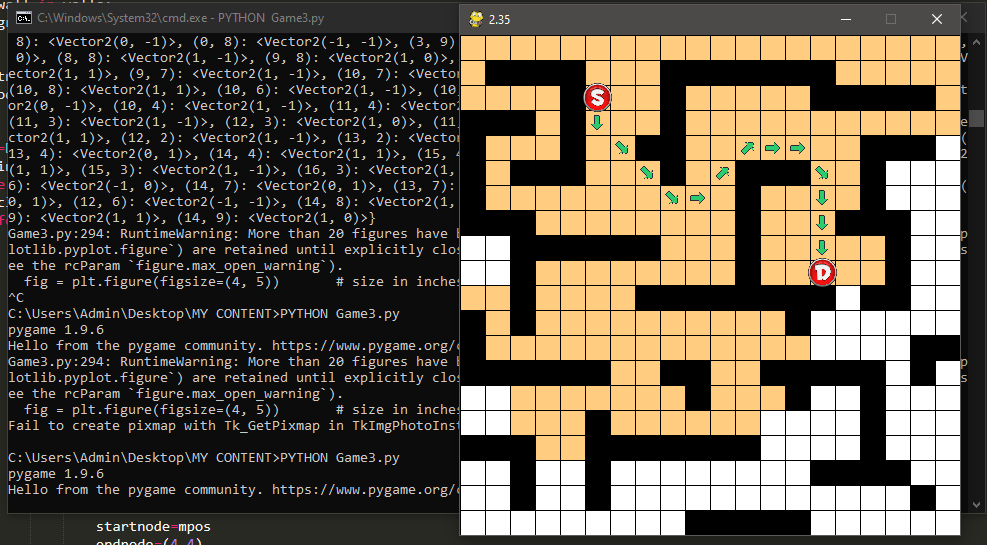 C:\Windows\System32\cmd.exe - PYTHON Game3.py
2.35
8): <Vector2(0, -1)>, (0, 8): <Vector2(-1, -1)>, (3, 9)
0)>, (8, 8): <Vector2(1, -1)>, (9, 8): <Vector2(1, 0)>,
ector2(1, 1)>, (9, 7): <Vector2(1, -1)>, (10, 7): <Vecto
(10, 8): <Vector2(1, 1)>, (10, 6): <Vector2(1, -1)>, (10,
or2(0, -1)>, (10, 4): <Vector2(1, -1)>, (11, 4): <Vector
(11, 3): <Vector2(1, -1)>, (12, 3): <Vector2(1, 0)>, (11,
ctor2(1, 1)>, (12, 2): <Vector2(1, -1)>, (13, 2): <Vecto
13, 4): <Vector2(0, 1)>, (14, 4): <Vector2(1, 1)>, (15, 4
(1, 1)>, (15, 3): <Vector2(1, -1)>, (16, 3): <Vector2(1,
6): <Vector2(-1, 0)>, (14, 7): <Vector2(0, 1)>, (13, 7):
0, 1)>, (12, 6): <Vector2(-1, -1)>, (14, 8): <Vector2(1,
9): <Vector2(1, 1)>, (14, 9): <Vector2(1, 0)>}
Game3.py:294: RuntimeWarning: More than 20 figures have
lotlib.pyplot.figure`) are retained until explicitly clos
ee the rcParam `figure.max_open_warning`).
fig = plt.figure(figsize=(4, 5)) # size in inches
^C
C:\Users\Admin\Desktop\MY CONTENT>PYTHON Game3.py
pygame 1.9.6
Hello from the pygame community. https://www.pygame.org/
Game3.py:294: RuntimeWarning: More than 20 figures have
lotlib.pyplot.figure`) are retained until explicitly clos
ee the rcParam `figure.max_open_warning`).
fig = plt.figure(figsize=(4, 5)) # size in inches
Fail to create pixmap with Tk_GetPixmap in TkImgPhotoInst
C:\Users\Admin\Desktop\MY CONTENT>PYTHON Game3.py
pygame 1.9.6
Hello from the pygame community. https://www.pygame.org/
startnode=mpos
endnode=(4,4)
S
D